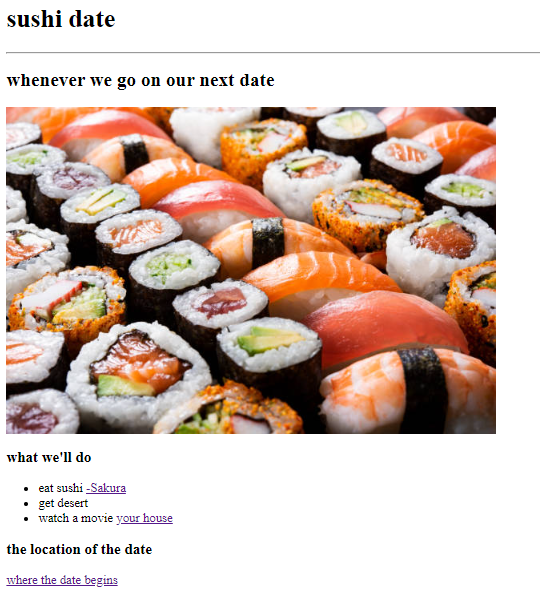 sushi date
whenever we go on our next date
what we'll do
eat sushi -Sakura
get desert
watch a movie your house
the location of the date
where the date begins